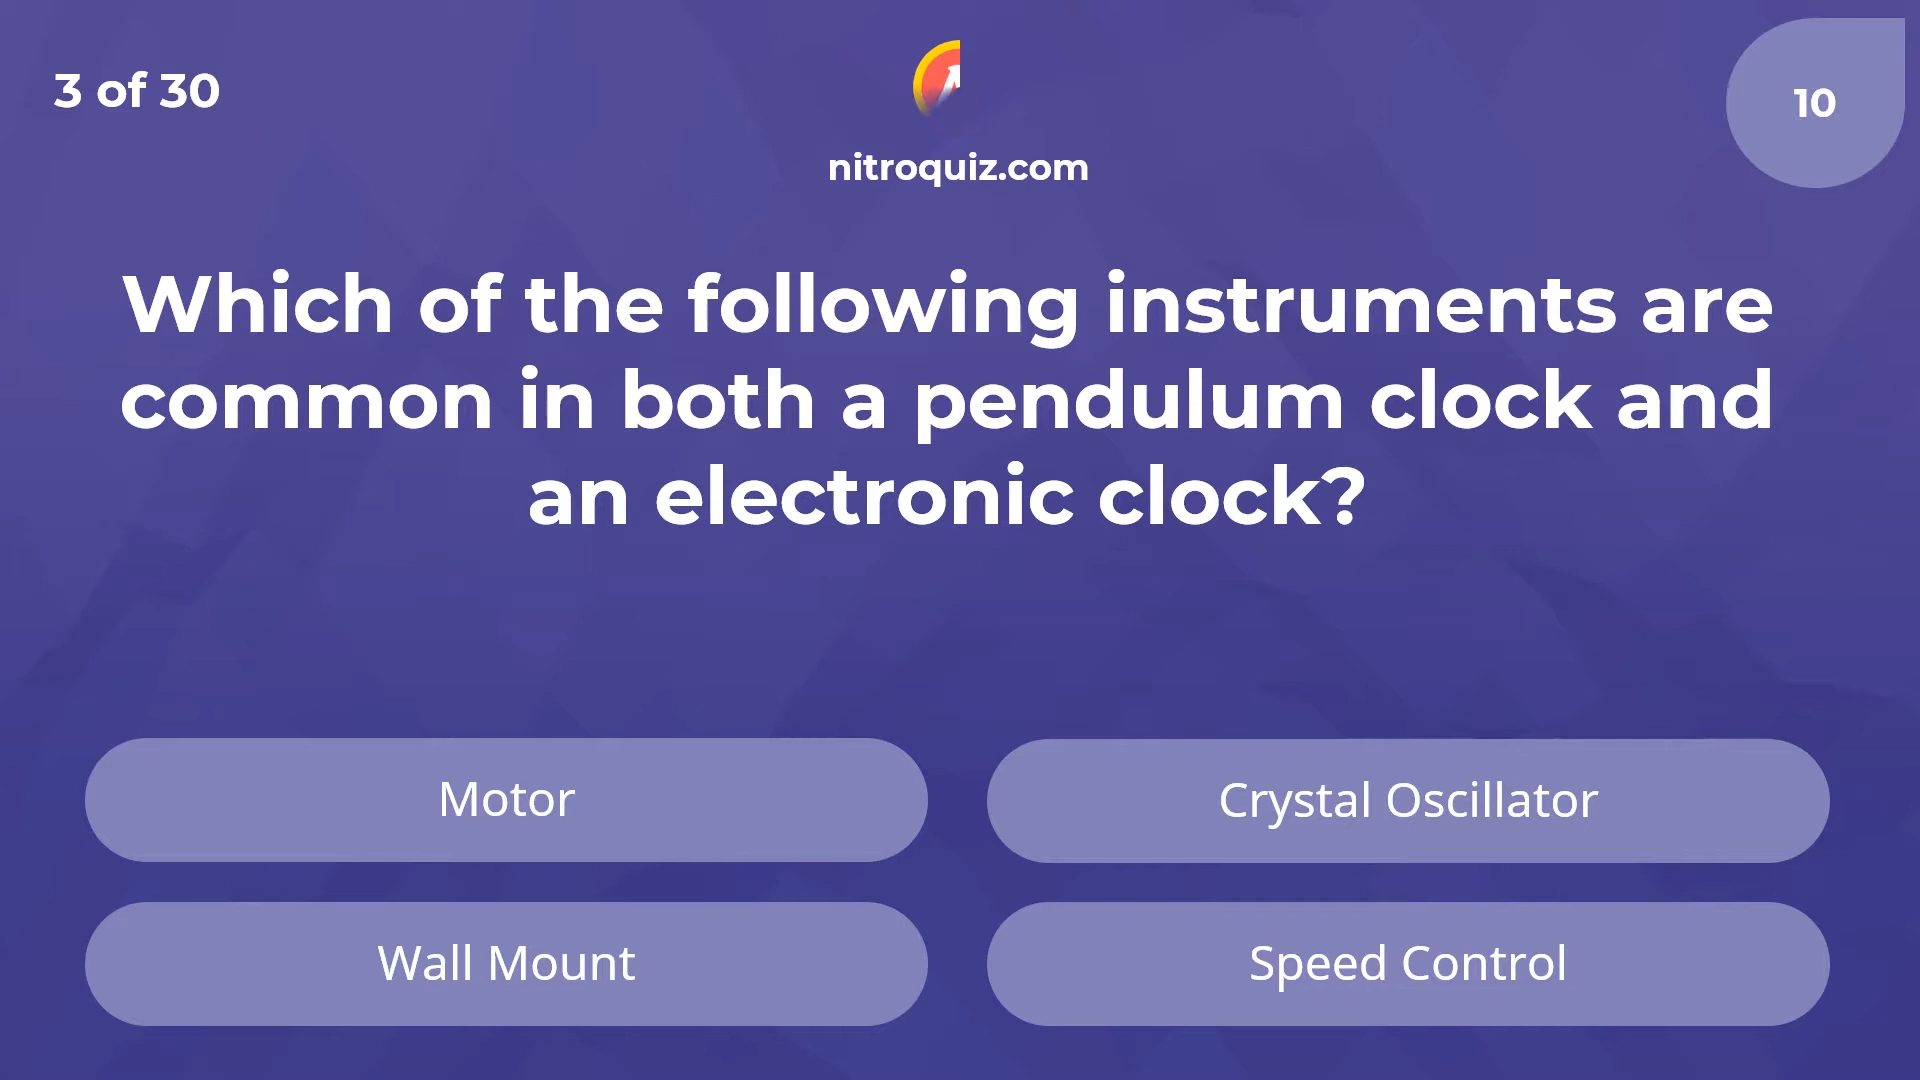 3 of 30
10
nitroquiz.com
Which of the following instruments are
common in both a pendulum clock and
an electronic clock?
Motor
Crystal Oscillator
Wall Mount
Speed Control